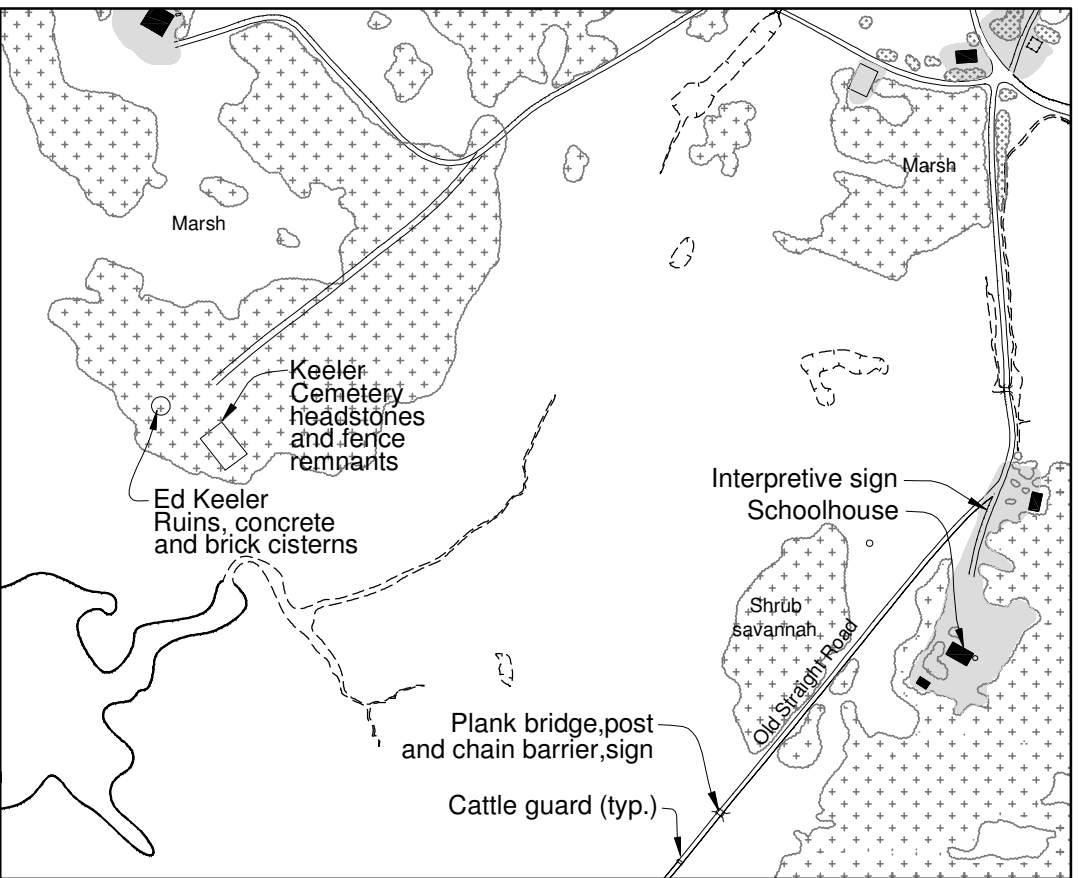 Marsh
Marsh
Keeler
Cemetery
headstones
and fence
remnants
Ed Keeler
Ruins, concrete
and brick cisterns
Interpretive sign
Schoolhouse
Shrub
savannah
Old Straight Road
Plank bridge,post
and chain barrier,sign
Cattle guard (typ.)